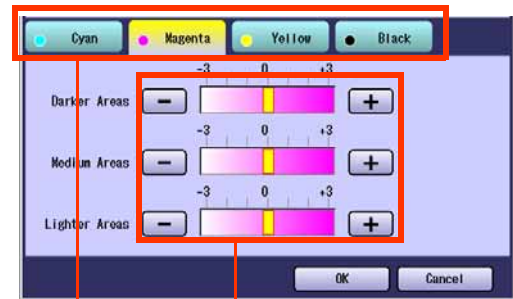 Cyan Magenta Yellow Black
-3 0 +3
Darker Areas − +
-3 0 +3
Medium Areas − +
-3 0 +3
Lighter Areas − +
OK Cancel